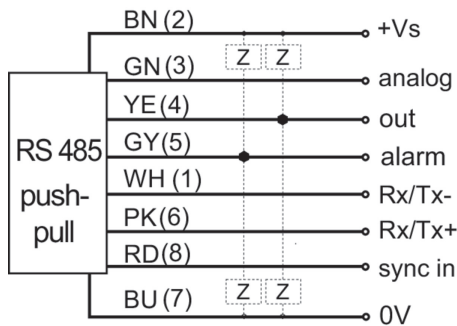 BN (2) +Vs
Z Z
GN (3) analog
YE (4) out
RS 485 GY (5) alarm
push- WH (1) Rx/Tx-
pull PK (6) Rx/Tx+
RD (8) sync in
Z Z
BU (7) 0V